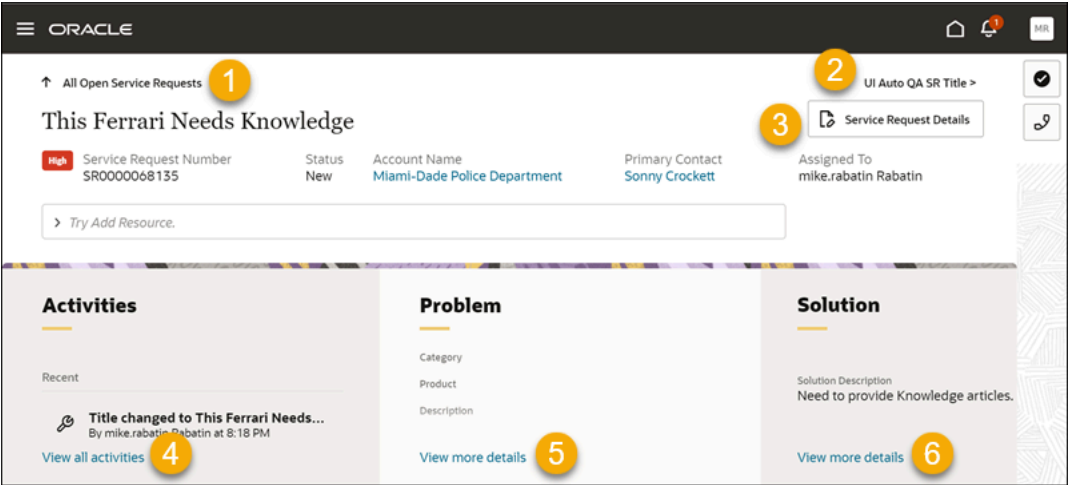 ORACLE
1
MR
All Open Service Requests 1
2 UI Auto QA SR Title >
This Ferrari Needs Knowledge
3 Service Request Details
High Service Request Number Status Account Name Primary Contact Assigned To
SR0000068135 New Miami-Dade Police Department Sonny Crockett mike.rabatin Rabatin
> Try Add Resource.
Activities
Recent
Title changed to This Ferrari Needs...
By mike.rabatin Rabatin at 8:18 PM
View all activities 4
Problem
Category
Product
Description
View more details 5
Solution
Solution Description
Need to provide Knowledge articles.
View more details 6